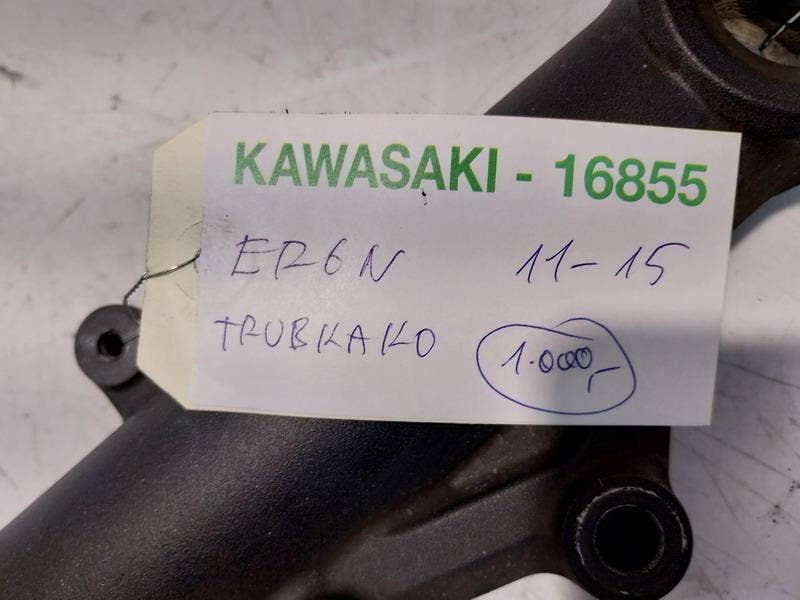 KAWASAKI - 16855
ER6N 11-15
TRUBKAKO 1.000,-